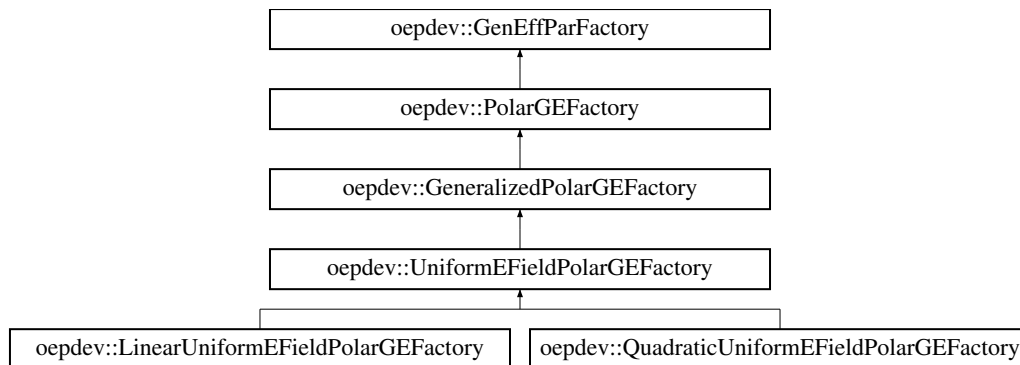 oepdev::GenEffParFactory
oepdev::PolarGEFactory
oepdev::GeneralizedPolarGEFactory
oepdev::UniformEFieldPolarGEFactory
oepdev::LinearUniformEFieldPolarGEFactory
oepdev::QuadraticUniformEFieldPolarGEFactory